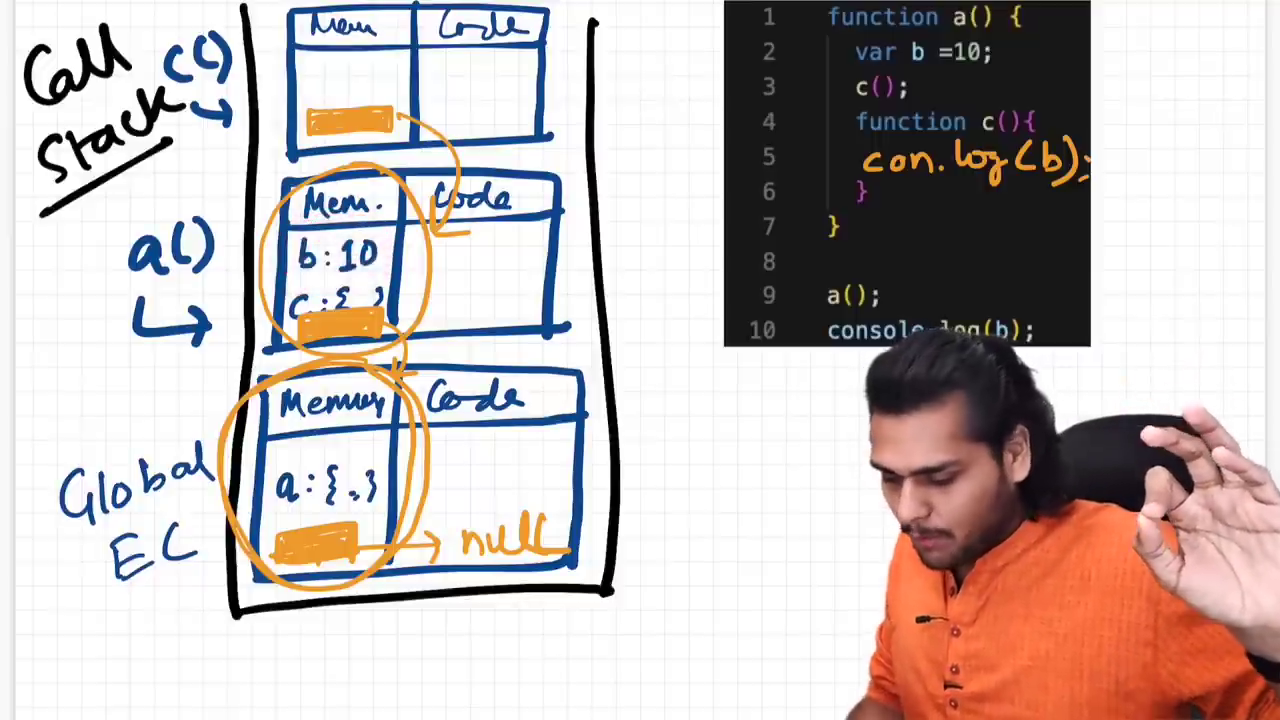 Call
Stack
c()
Mem
Code
a()
Mem.
Code
b:10
c:{ }
Global
EC
Memory
Code
a:{.}
null
1 function a() {
2 var b =10;
3 c();
4 function c(){
5 con.log(b);
6 }
7 }
8
9 a();
10 console.log(b);